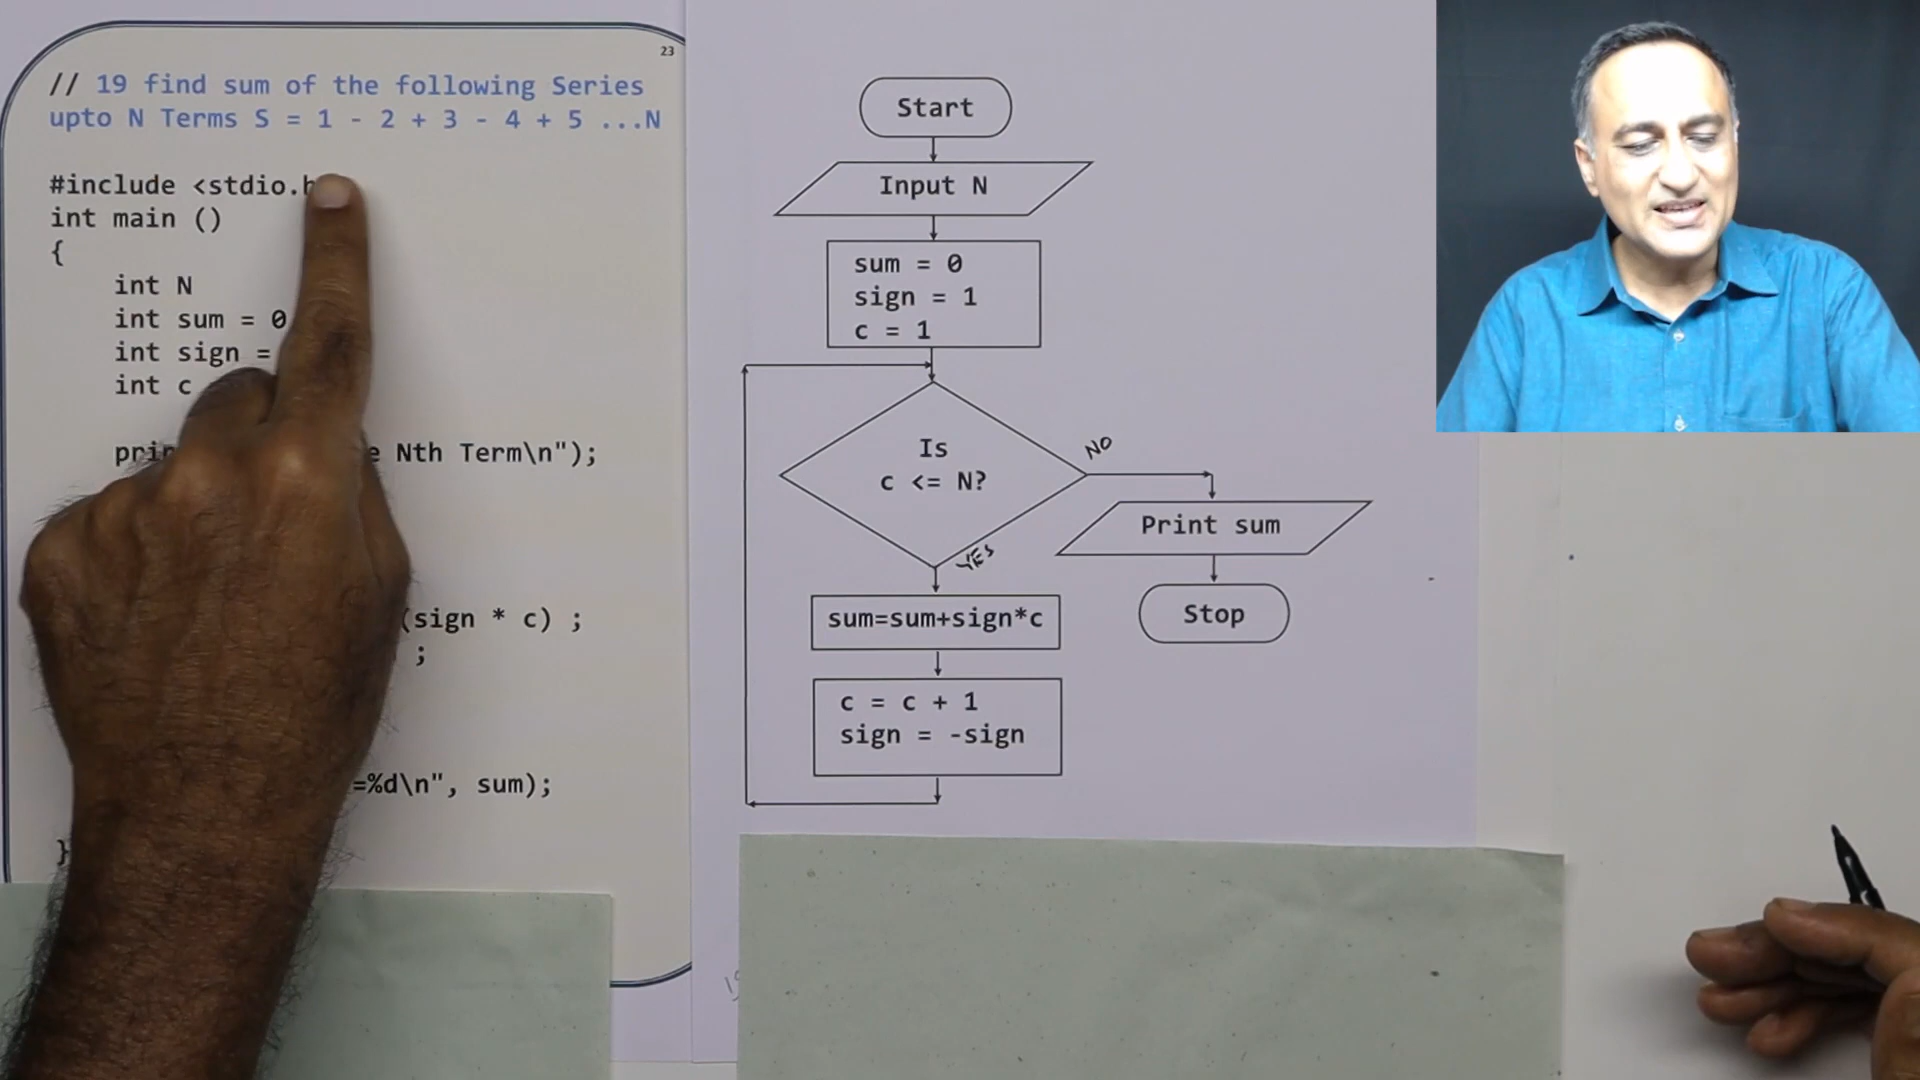 23
// 19 find sum of the following Series
upto N Terms S = 1 - 2 + 3 - 4 + 5 ...N
#include <stdio.h
int main ()
{
int N
int sum = 0
int sign =
int c
Nth Term\n");
(sign * c) ;
;
=%d\n", sum);
}
Start
Input N
sum = 0
sign = 1
c = 1
Is
c <= N?
NO
YES
Print sum
Stop
sum=sum+sign*c
c = c + 1
sign = -sign